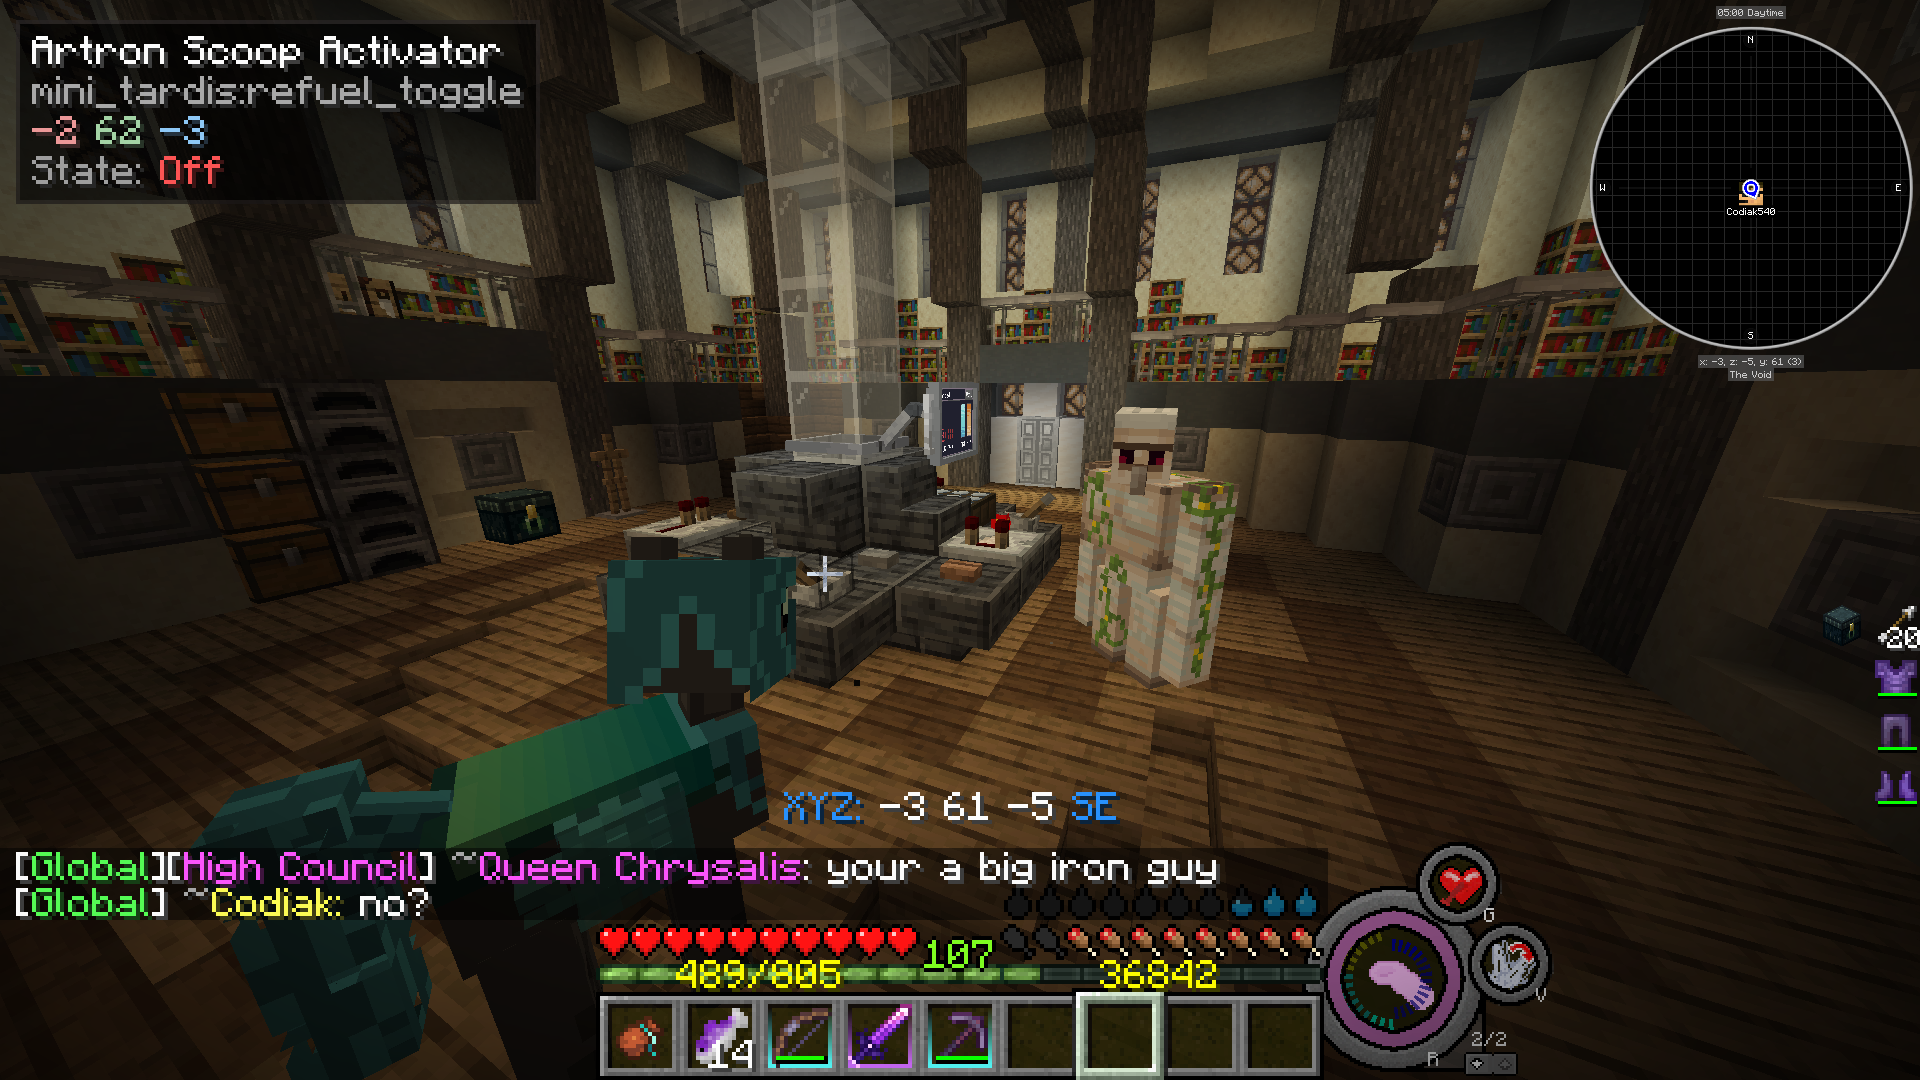 Artron Scoop Activator
mini_tardis:refuel_toggle
-2 62 -3
State: Off
05:00 Daytime
N
W
E
Codiak540
S
x: -3, z: -5, y: 61 (3)
The Void
30
XYZ: -3 61 -5 SE
[Global][High Council] ~Queen Chrysalis: your a big iron guy
[Global] ~Codiak: no?
G
107
489/805
36842
V
14
2/2
R